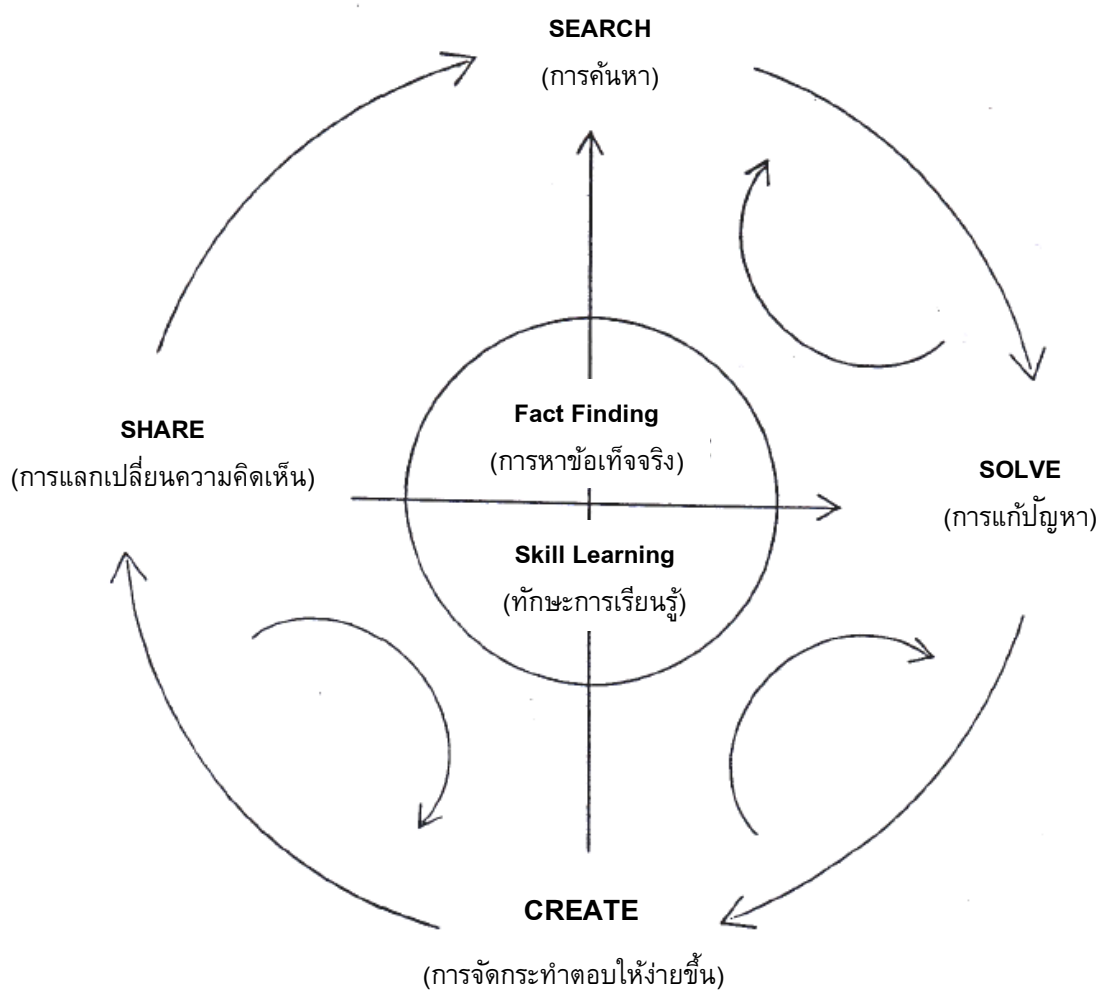 SEARCH
(การค้นหา)
Fact Finding
(การหาข้อเท็จจริง)
SHARE
(การแลกเปลี่ยนความคิดเห็น)
SOLVE
(การแก้ปัญหา)
Skill Learning
(ทักษะการเรียนรู้)
CREATE
(การจัดกระทำตอบให้ง่ายขึ้น)